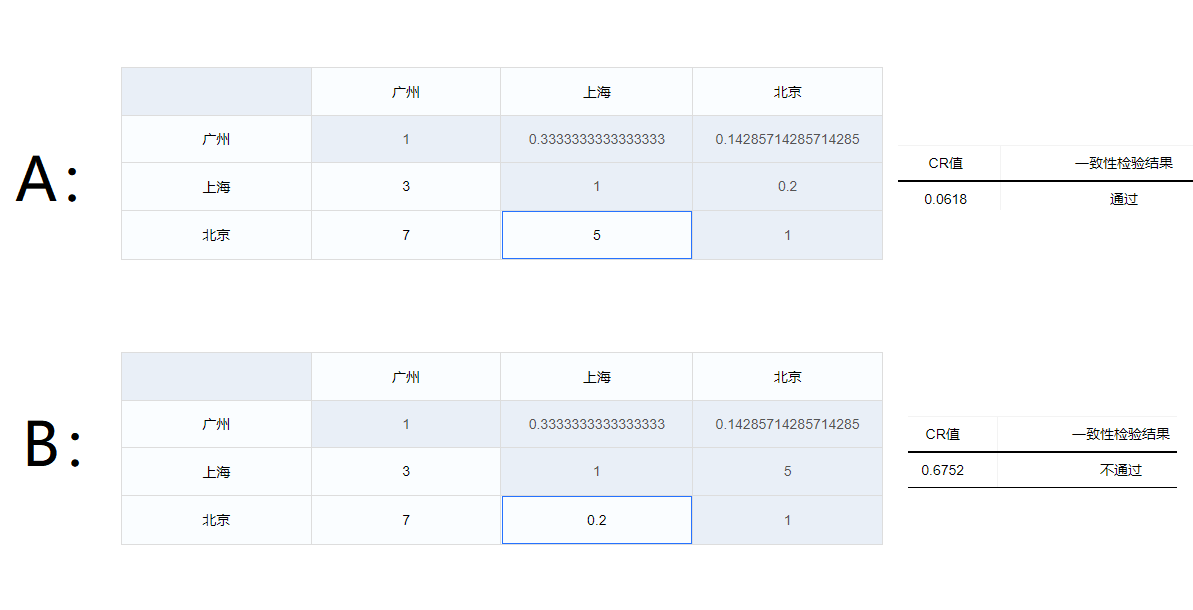 A:
广州 上海 北京
广州 1 0.3333333333333333 0.14285714285714285
上海 3 1 0.2
北京 7 5 1
CR值 一致性检验结果
0.0618 通过
B:
广州 上海 北京
广州 1 0.3333333333333333 0.14285714285714285
上海 3 1 5
北京 7 0.2 1
CR值 一致性检验结果
0.6752 不通过